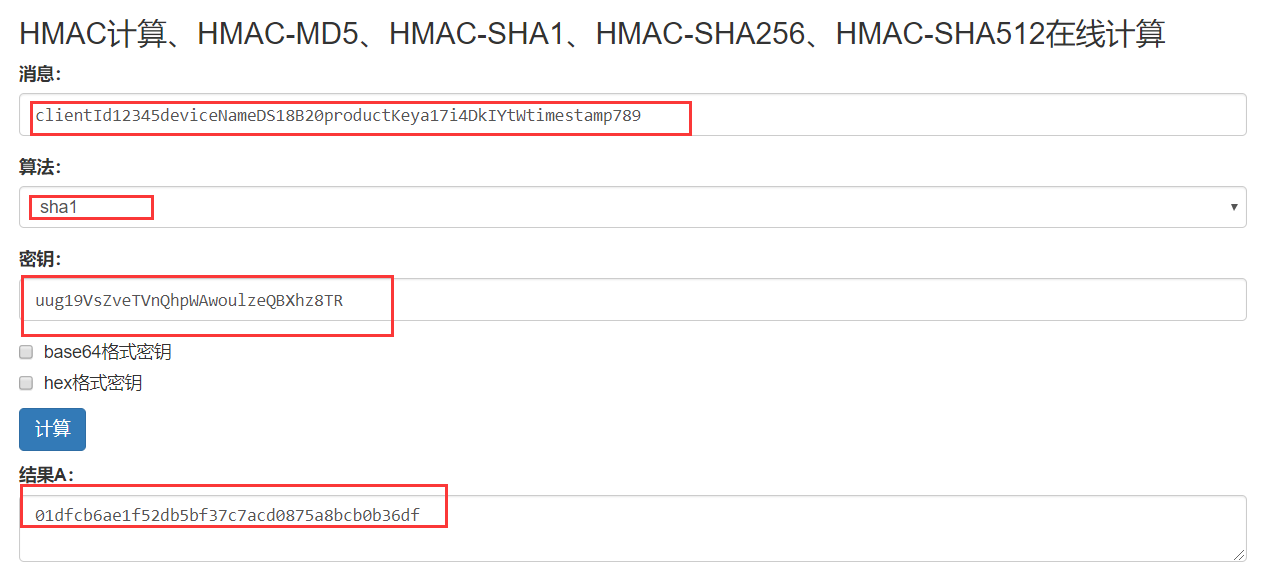 HMAC计算、HMAC-MD5、HMAC-SHA1、HMAC-SHA256、HMAC-SHA512在线计算
消息：
clientId12345deviceNameDS18B20productKeya17i4DkIYtWtimestamp789
算法：
sha1
密钥：
uug19VsZveTVnQhpWAwoulzeQBXhz8TR
base64格式密钥
hex格式密钥
计算
结果A：
01dfcb6ae1f52db5bf37c7acd0875a8bcb0b36df